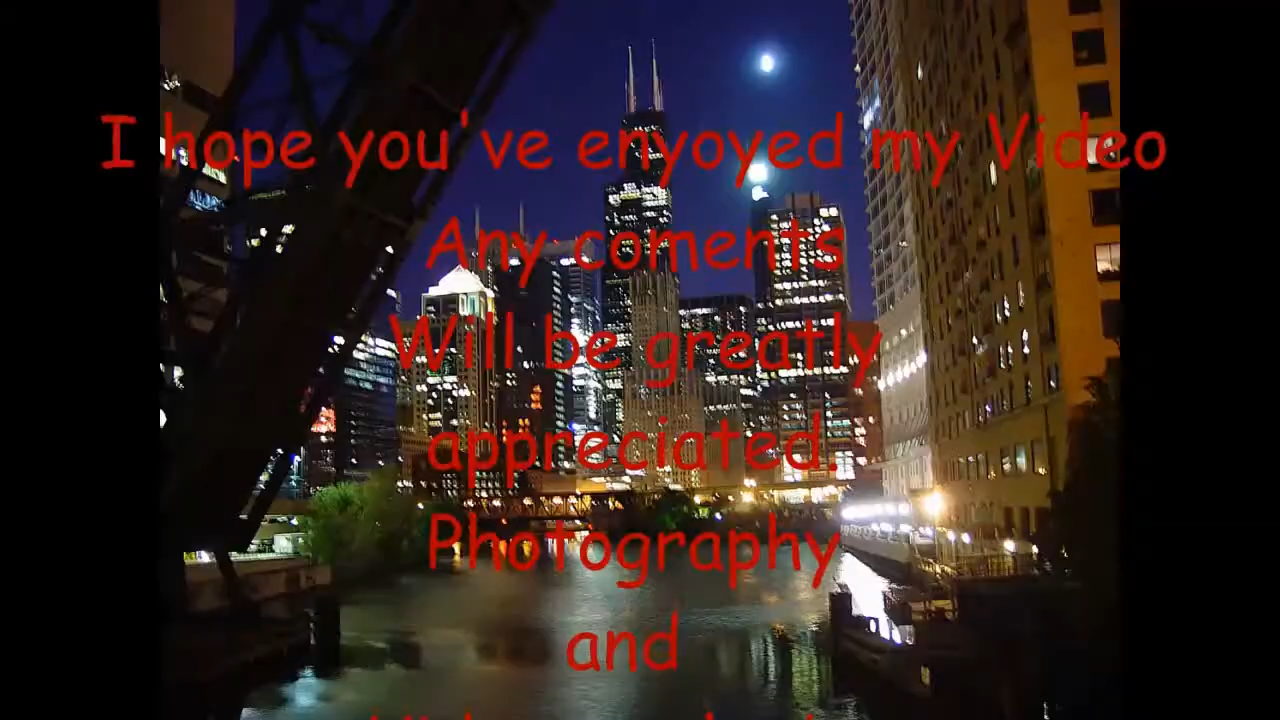 I hope you've enyoyed my Video
Any coments
Will be greatly
appreciated.
Photography
and